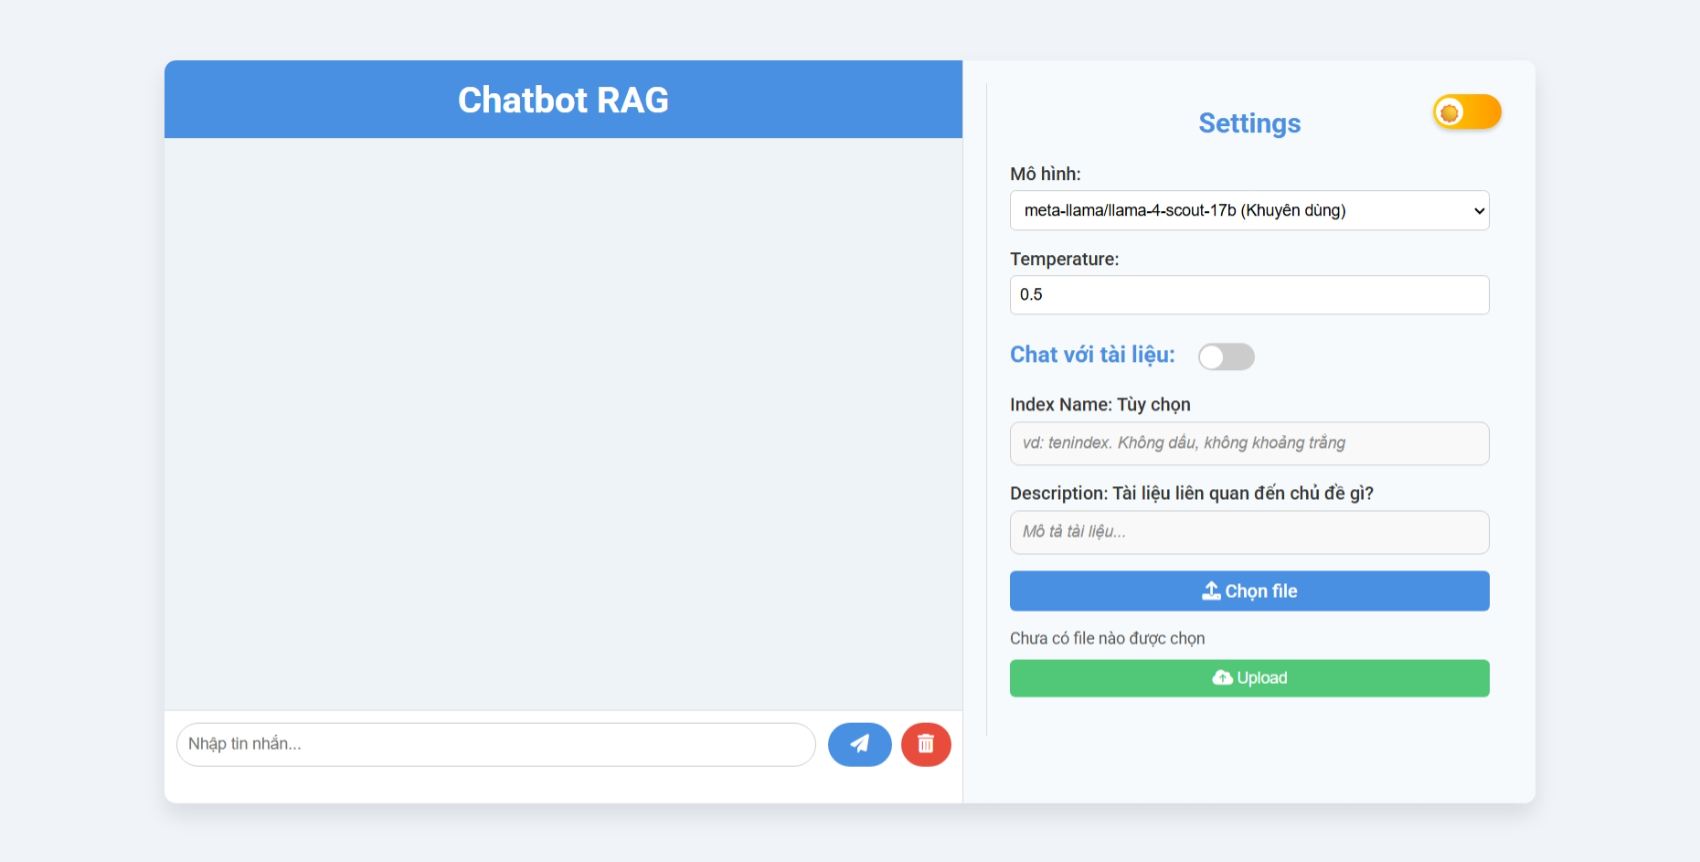 Chatbot RAG
Nhập tin nhắn...
Settings
Mô hình:
meta-llama/llama-4-scout-17b (Khuyên dùng)
Temperature:
0.5
Chat với tài liệu:
Index Name: Tùy chọn
vd: tenindex. Không dấu, không khoảng trắng
Description: Tài liệu liên quan đến chủ đề gì?
Mô tả tài liệu...
Chọn file
Chưa có file nào được chọn
Upload